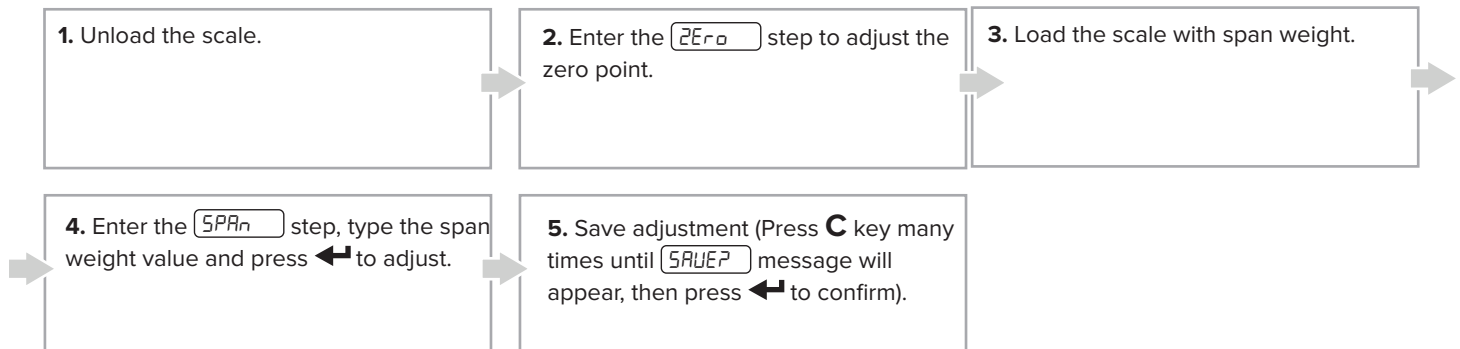 1. Unload the scale.
2. Enter the ZEro step to adjust the
zero point.
3. Load the scale with span weight.
4. Enter the SPAn step, type the span
weight value and press ↵ to adjust.
5. Save adjustment (Press C key many
times until SAVE? message will
appear, then press ↵ to confirm).